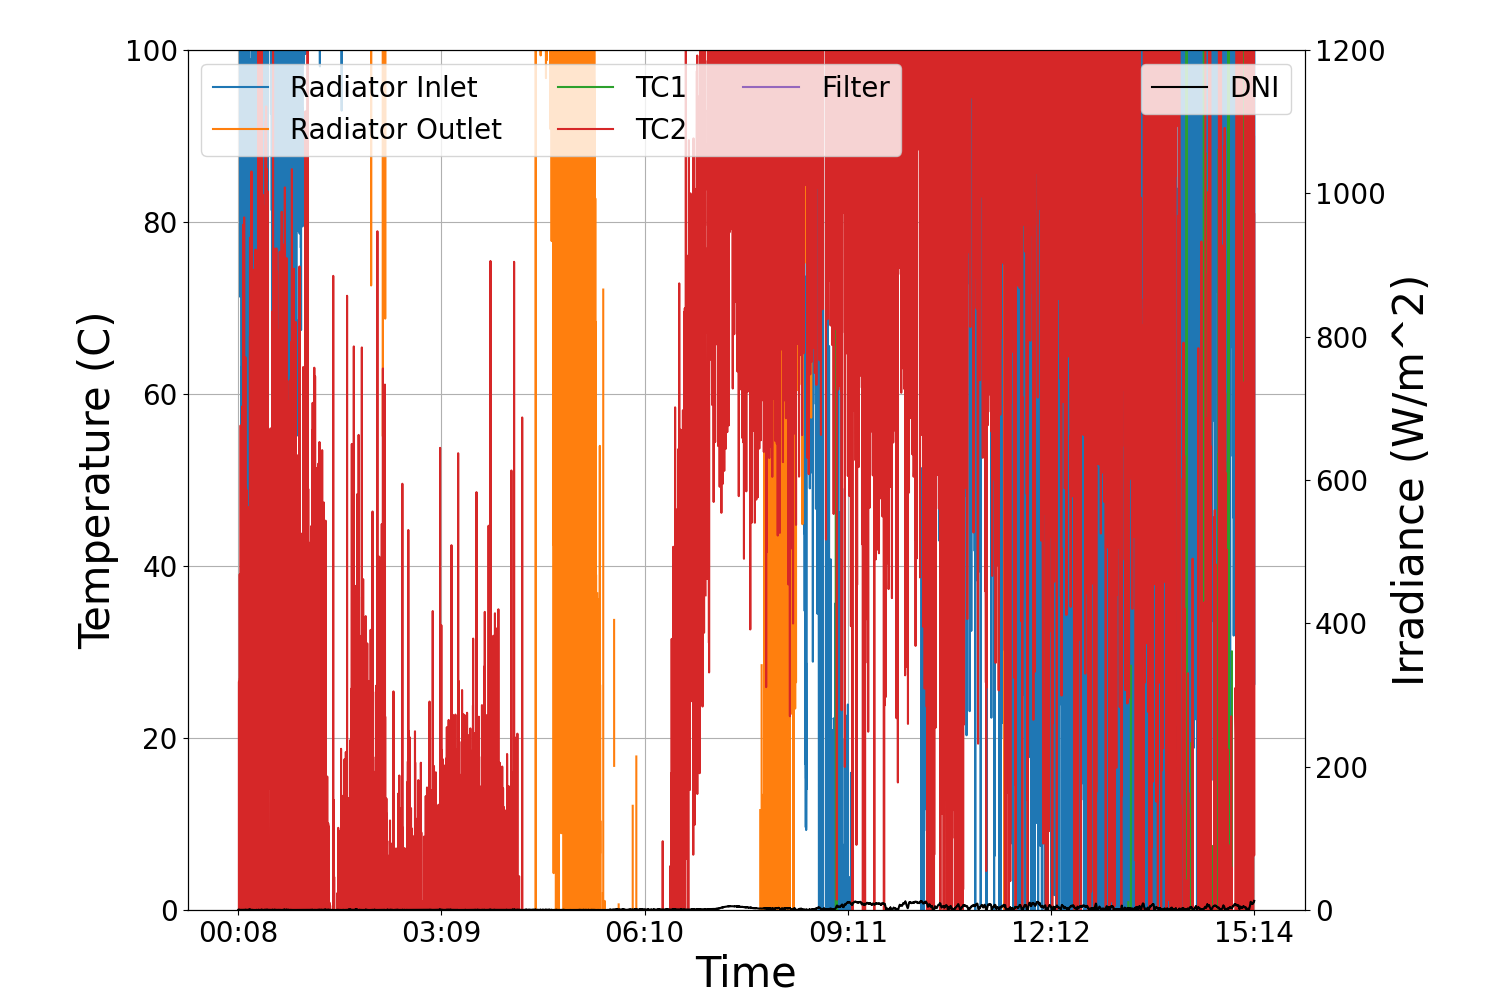 100
80
60
40
20
0
Temperature (C)
Radiator Inlet
Radiator Outlet
TC1
TC2
Filter
DNI
1200
1000
800
600
400
200
0
Irradiance (W/m^2)
00:08
03:09
06:10
09:11
12:12
15:14
Time